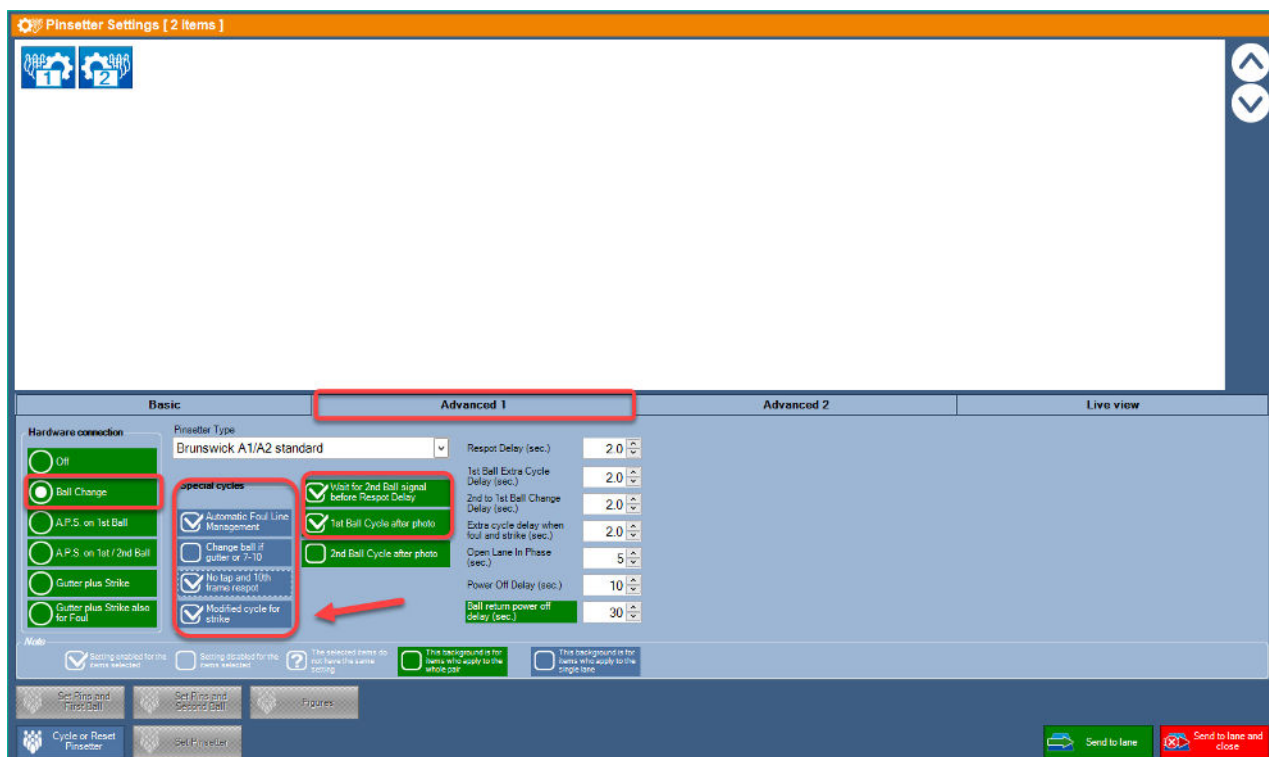 Pinsetter Settings [ 2 Items ]
1 2
Basic Advanced 1 Advanced 2 Live view
Hardware connection
Off
Ball Change
A.P.S. on 1st Ball
A.P.S. on 1st / 2nd Ball
Gutter plus Strike
Gutter plus Strike also
for Foul
Pinsetter Type
Brunswick A1/A2 standard
Special cycles
Automatic Foul Line
Management
Change ball if
gutter or 7-10
No tap and 10th
frame respot
Modified cycle for
strike
Wait for 2nd Ball signal
before Respot Delay
1st Ball Cycle after photo
2nd Ball Cycle after photo
Respot Delay (sec.) 2.0
1st Ball Extra Cycle
Delay (sec.) 2.0
2nd to 1st Ball Change
Delay (sec.) 2.0
Extra cycle delay when
foul and strike (sec.) 2.0
Open Lane In Phase
(sec.) 5
Power Off Delay (sec.) 10
Ball return power off
delay (sec.) 30
Note
Setting enabled for the
items selected
Setting disabled for the
items selected
?
The selected items do
not have the same
setting
This background is for
items who apply to the
whole pair
This background is for
items who apply to the
single lane
Set Pins and
First Ball
Set Pins and
Second Ball
Figures
Cycle or Reset
Pinsetter
Set Pinsetter
Send to lane
Send to lane and
close